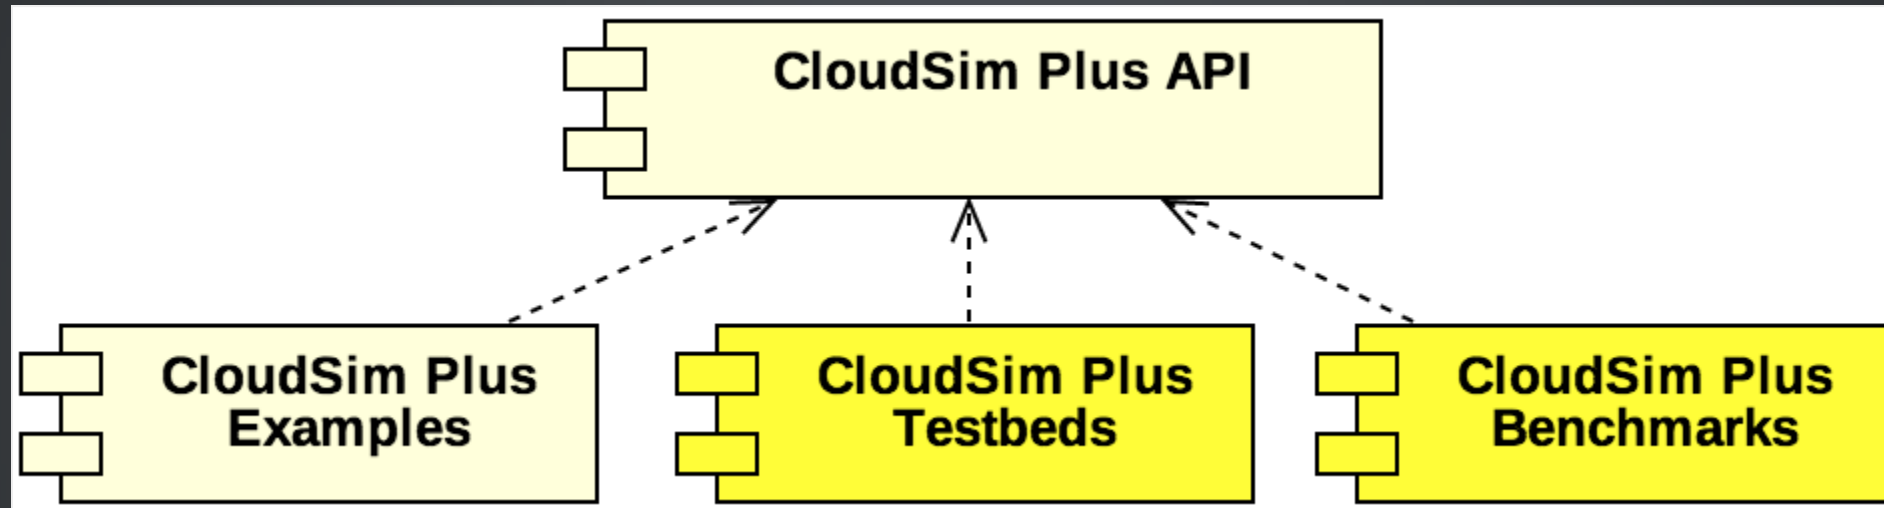 CloudSim Plus API
CloudSim Plus
Examples
CloudSim Plus
Testbeds
CloudSim Plus
Benchmarks